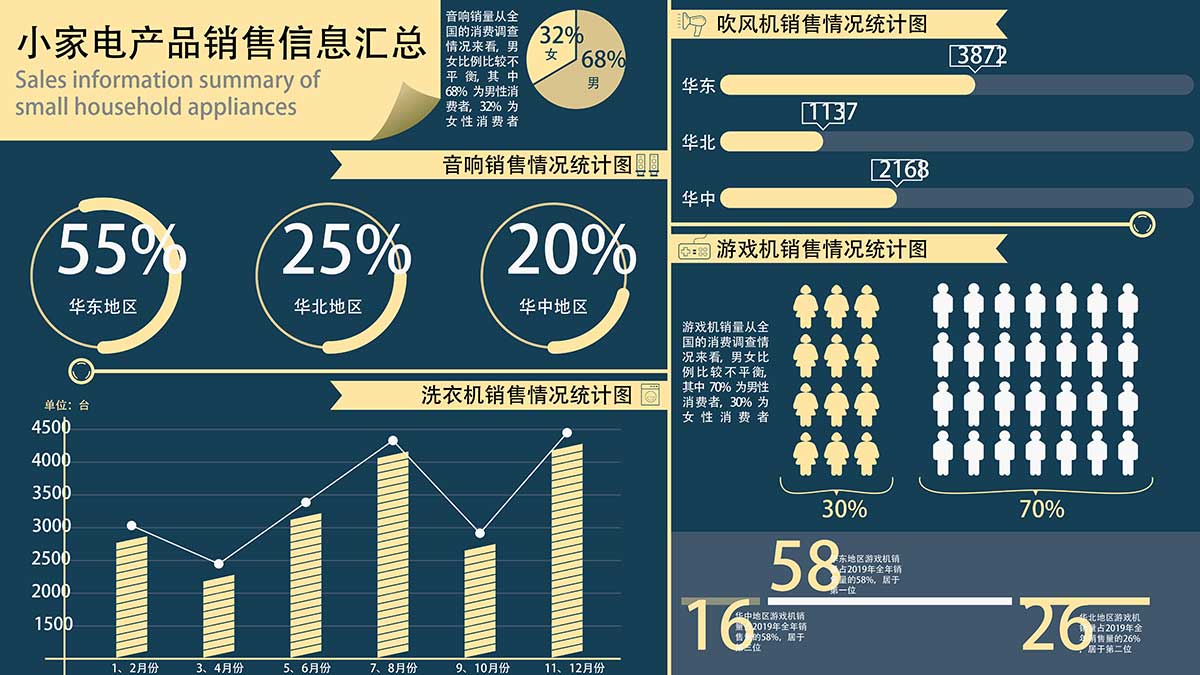 小家电产品销售信息汇总
Sales information summary of
small household appliances
音响销量从全
国的消费调查
情况来看，男
女比例比较不
平衡，其中
68% 为男性消
费者，32% 为
女性消费者
32%
女
68%
男
音响销售情况统计图
55%
华东地区
25%
华北地区
20%
华中地区
洗衣机销售情况统计图
单位：台
4500
4000
3500
3000
2500
2000
1500
1、2月份
3、4月份
5、6月份
7、8月份
9、10月份
11、12月份
吹风机销售情况统计图
3872
华东
1137
华北
2168
华中
游戏机销售情况统计图
游戏机销量从全
国的消费调查情
况来看，男女比
例比较不平衡，
其中 70% 为男性
消费者，30% 为
女性消费者
30%
70%
58
华东地区游戏机销
量占2019年全年销
售量的58%，居于
第一位
16
华中地区游戏机销
量占2019年全年销
售量的58%，居于
第三位
26
华北地区游戏机
销量占2019年全
年销售量的26%
，居于第二位